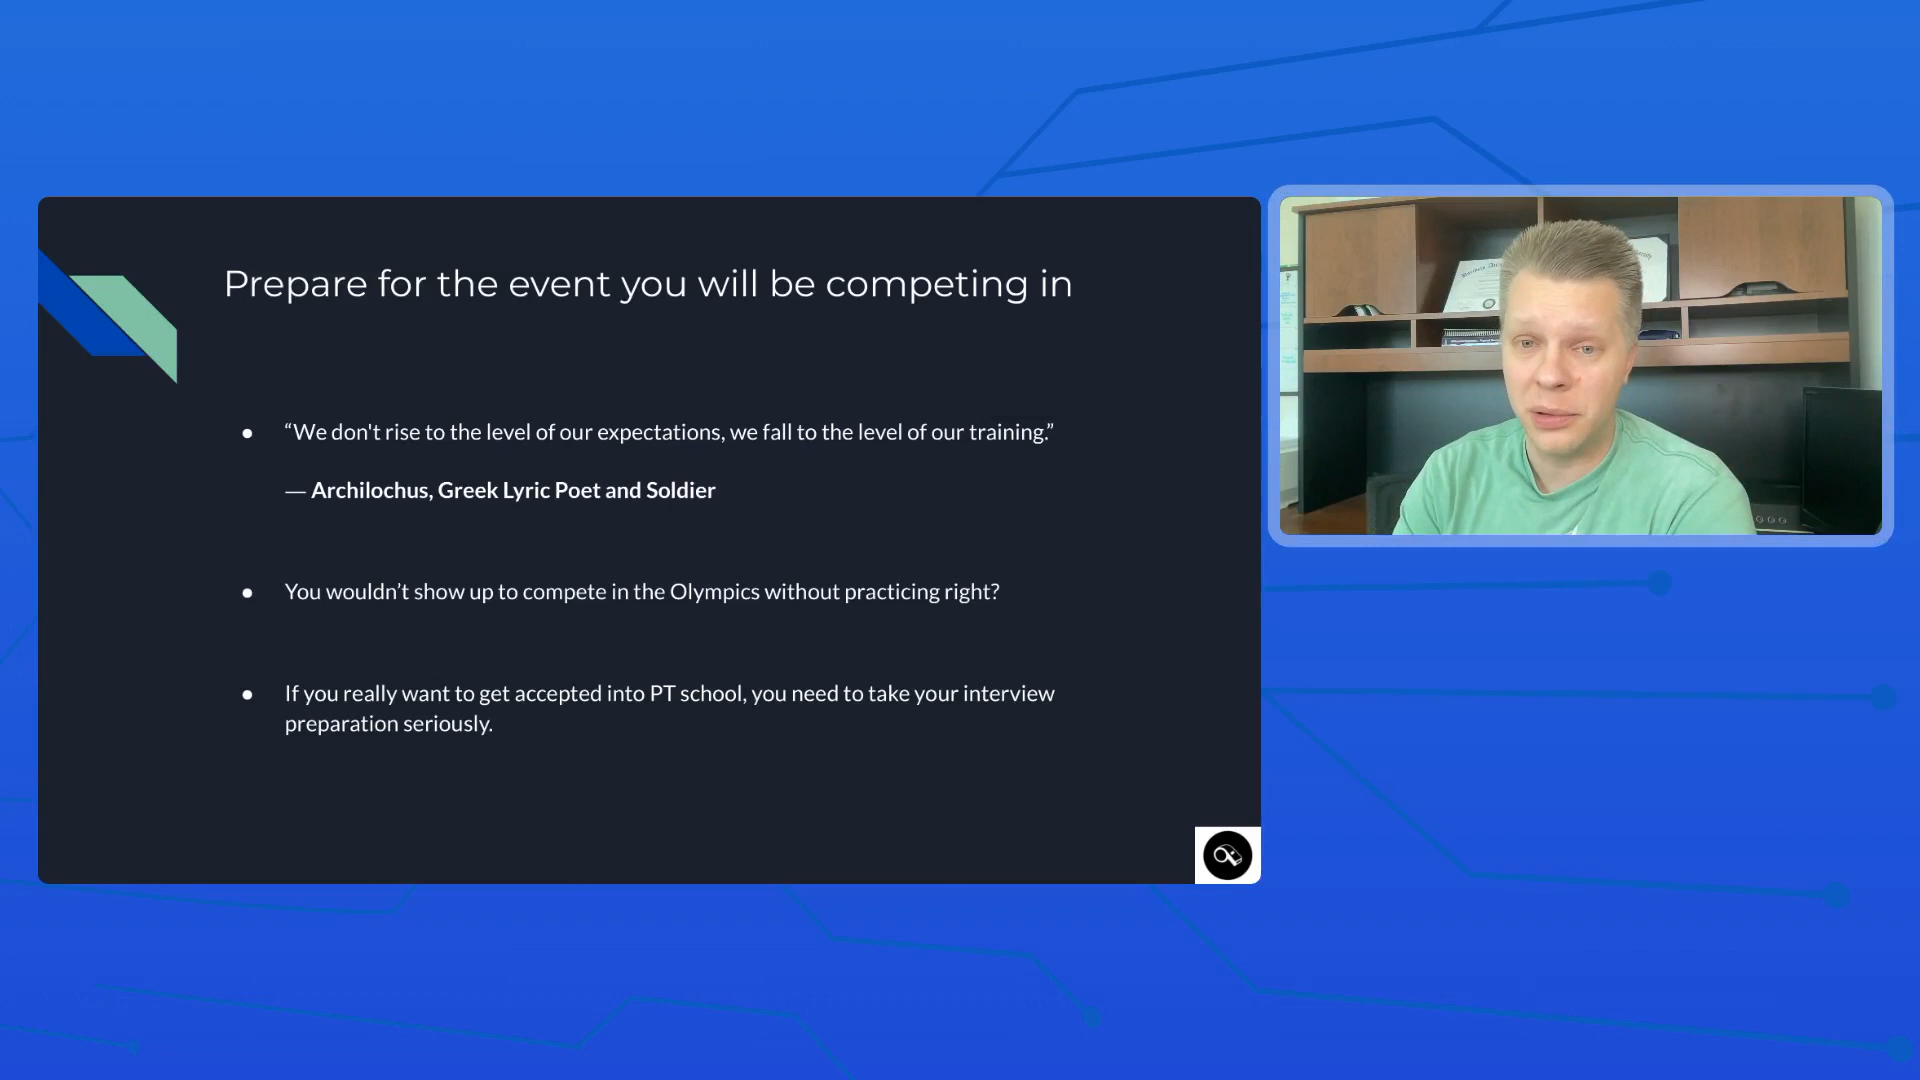 Prepare for the event you will be competing in
● “We don't rise to the level of our expectations, we fall to the level of our training.”
— Archilochus, Greek Lyric Poet and Soldier
● You wouldn’t show up to compete in the Olympics without practicing right?
● If you really want to get accepted into PT school, you need to take your interview
preparation seriously.